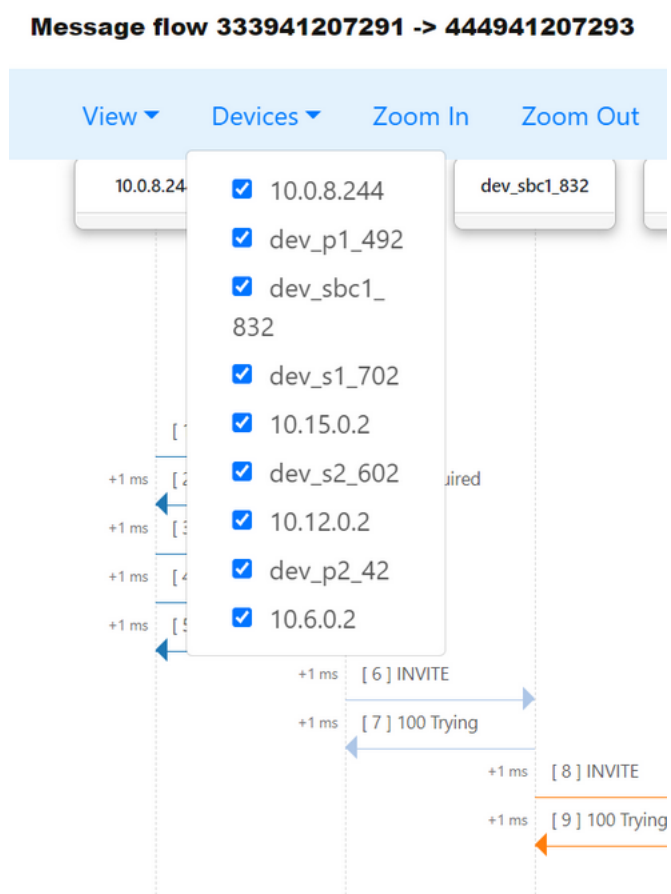 Message flow 333941207291 -> 444941207293
View Devices Zoom In Zoom Out
10.0.8.24
dev_sbc1_832
10.0.8.244
dev_p1_492
dev_sbc1_
832
dev_s1_702
10.15.0.2
dev_s2_602
10.12.0.2
dev_p2_42
10.6.0.2
[
+1 ms [ 2
+1 ms [ 3
+1 ms [ 4
+1 ms [ 5
+1 ms [ 6 ] INVITE
+1 ms [ 7 ] 100 Trying
+1 ms [ 8 ] INVITE
+1 ms [ 9 ] 100 Trying